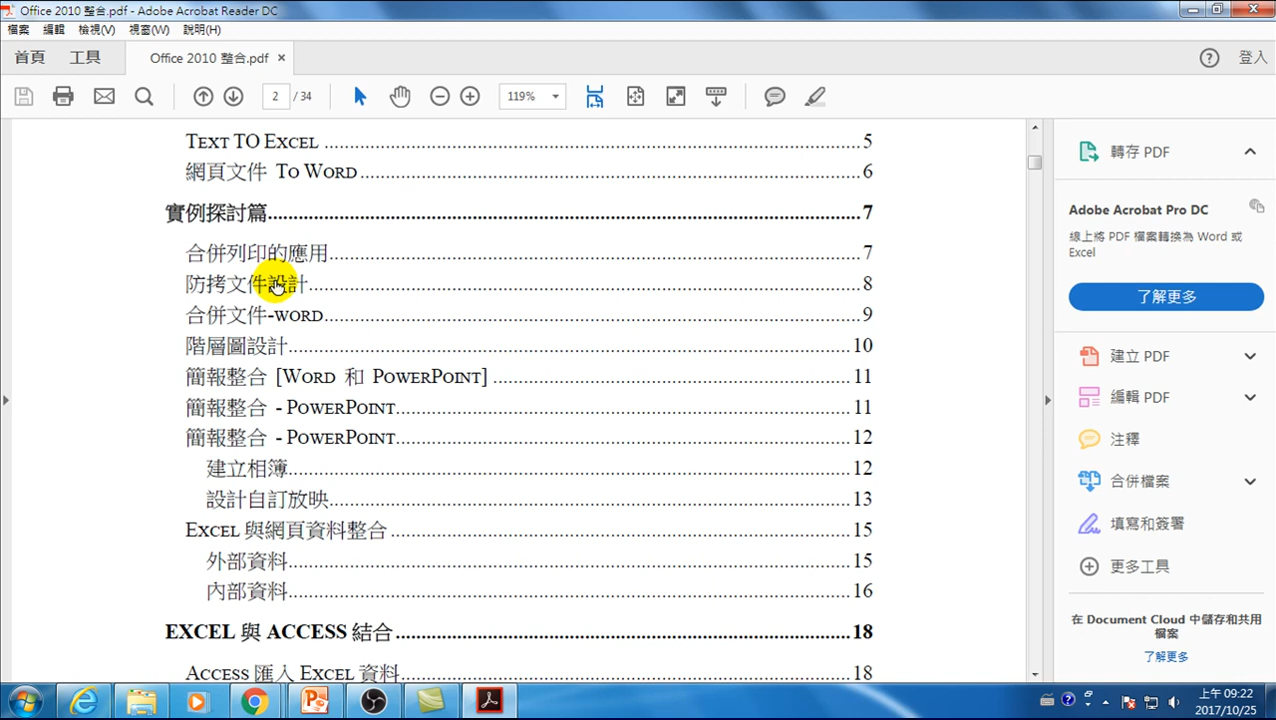 Office 2010 整合.pdf - Adobe Acrobat Reader DC
檔案 編輯 檢視(V) 視窗(W) 說明(H)
首頁 工具 Office 2010 整合.pdf × 登入
2 / 34 119%
TEXT TO EXCEL ........ 5
網頁文件 TO WORD ........ 6
實例探討篇 ........ 7
合併列印的應用 ........ 7
防拷文件設計 ........ 8
合併文件-WORD ........ 9
階層圖設計 ........ 10
簡報整合 [WORD 和 POWERPOINT] ........ 11
簡報整合 - POWERPOINT ........ 11
簡報整合 - POWERPOINT ........ 12
建立相簿 ........ 12
設計自訂放映 ........ 13
EXCEL 與網頁資料整合 ........ 15
外部資料 ........ 15
內部資料 ........ 16
EXCEL 與 ACCESS 結合 ........ 18
ACCESS 匯入 EXCEL 資料 ........ 18
轉存 PDF
Adobe Acrobat Pro DC
線上將 PDF 檔案轉換為 Word 或
Excel
了解更多
建立 PDF
編輯 PDF
注釋
合併檔案
填寫和簽署
更多工具
在 Document Cloud 中儲存和共用
檔案
了解更多
上午 09:22
2017/10/25